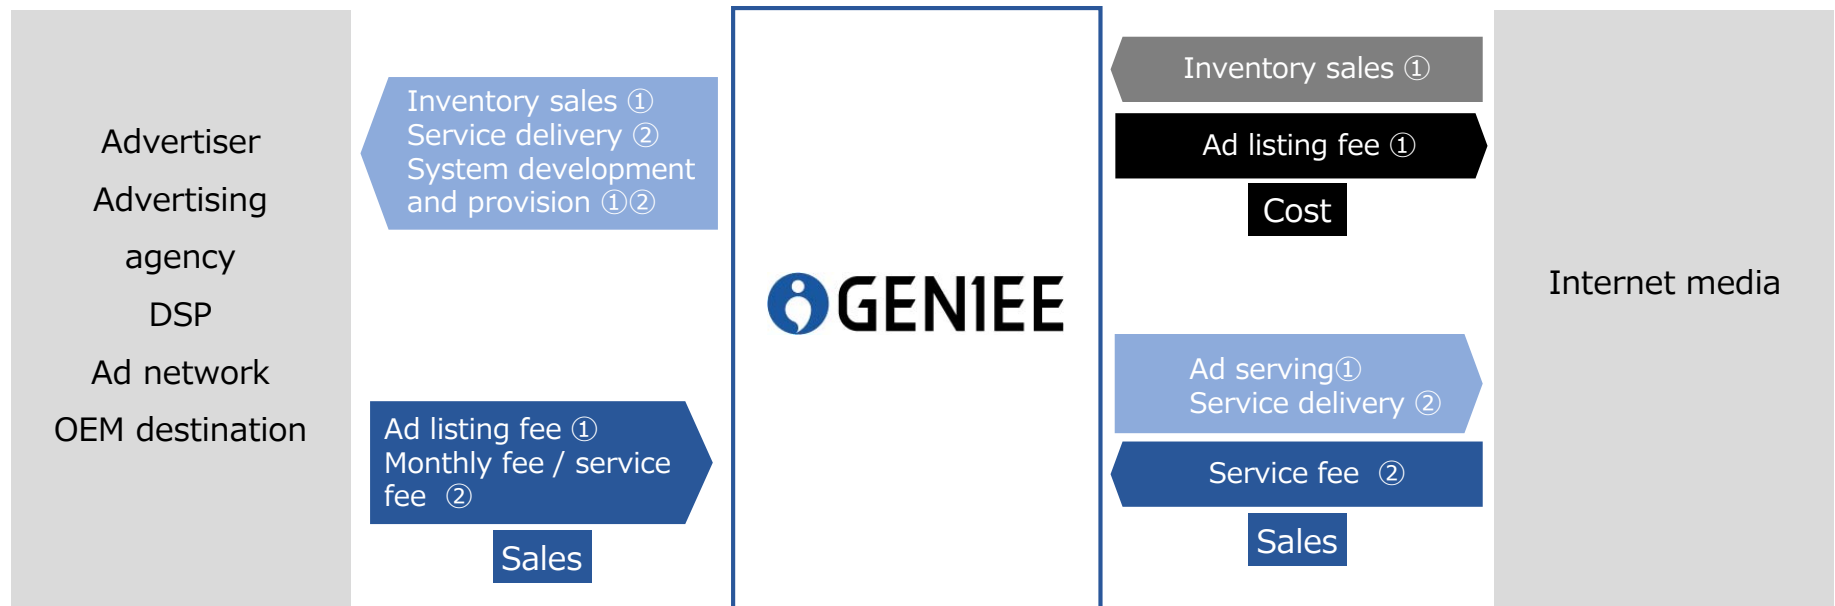 Advertiser
Advertising
agency
DSP
Ad network
OEM destination
Inventory sales ①
Service delivery ②
System development
and provision ①②
Ad listing fee ①
Monthly fee / service
fee ②
Sales
GEN1EE
Inventory sales ①
Ad listing fee ①
Cost
Ad serving①
Service delivery ②
Service fee ②
Sales
Internet media